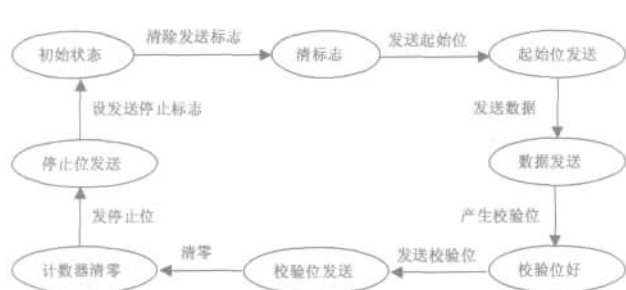 初始状态
清除发送标志
清标志
发送起始位
起始位发送
设发送停止标志
发送数据
停止位发送
数据发送
发停止位
产生校验位
计数器清零
清零
校验位发送
发送校验位
校验位好